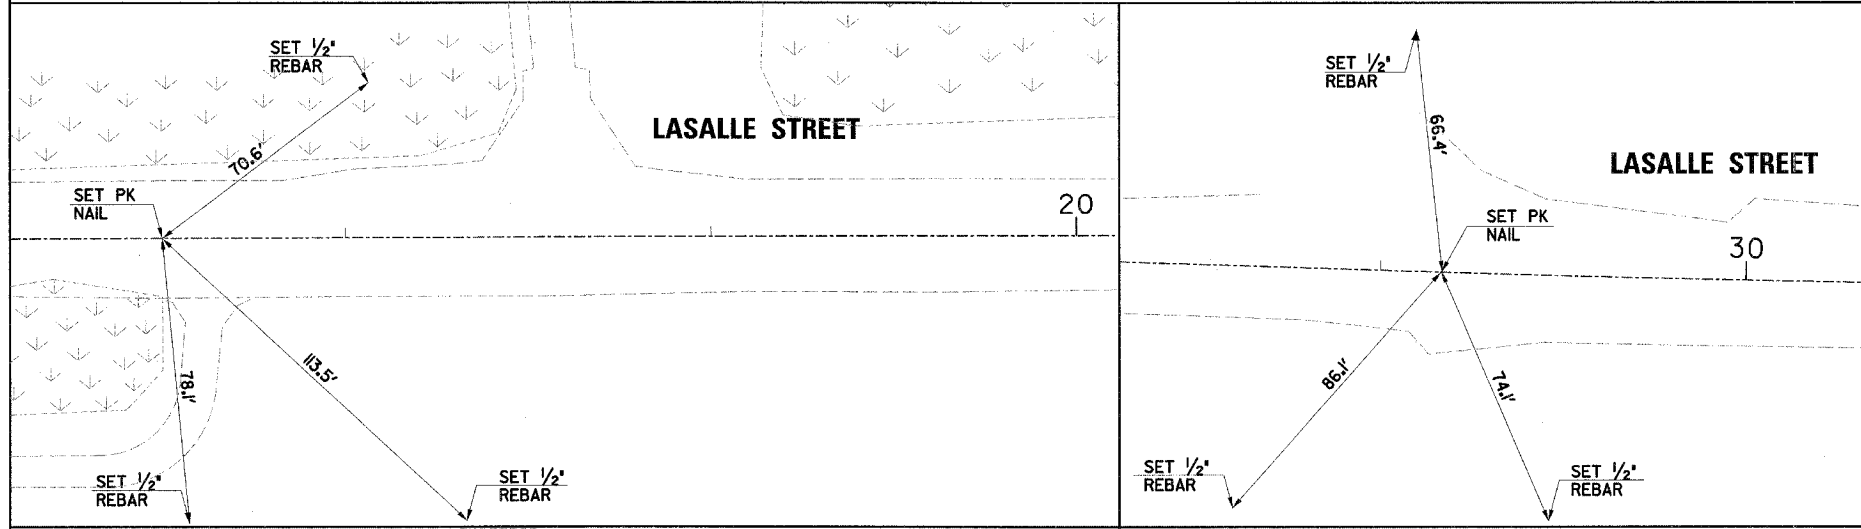 SET 1/2"
REBAR
LASALLE STREET
70.6'
SET PK
NAIL
20
78.1'
113.5'
SET 1/2"
REBAR
SET 1/2"
REBAR
SET 1/2"
REBAR
66.4'
LASALLE STREET
SET PK
NAIL
30
86.1'
74.1'
SET 1/2"
REBAR
SET 1/2"
REBAR